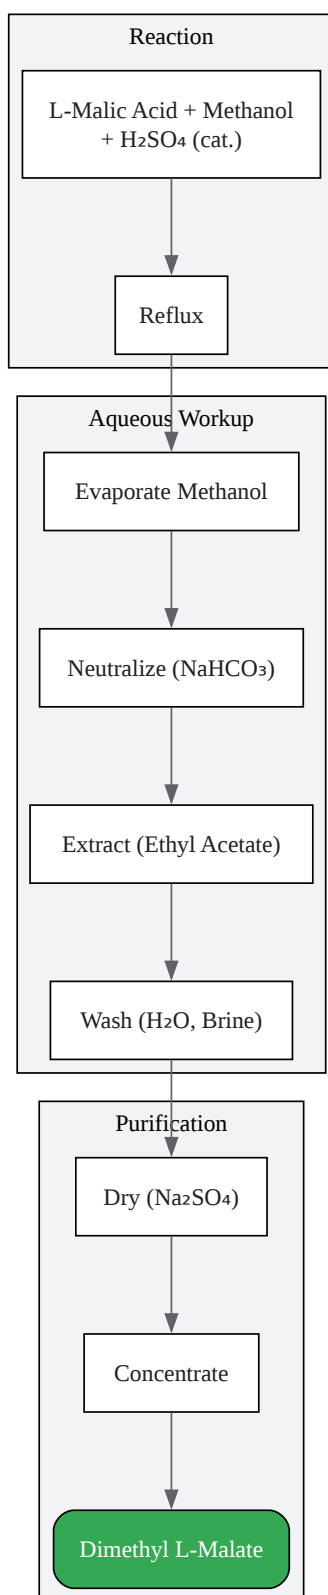 Reaction
L-Malic Acid + Methanol
+ H₂SO₄ (cat.)
Reflux
Aqueous Workup
Evaporate Methanol
Neutralize (NaHCO₃)
Extract (Ethyl Acetate)
Wash (H₂O, Brine)
Purification
Dry (Na₂SO₄)
Concentrate
Dimethyl L-Malate